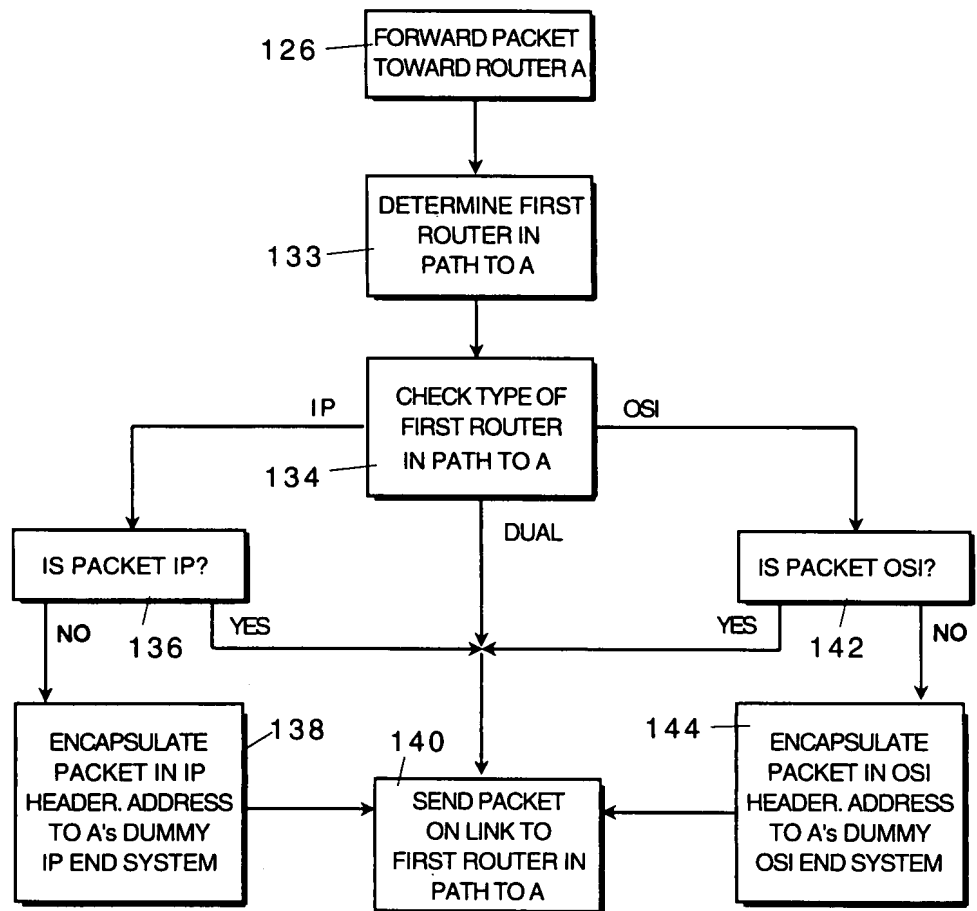 126
FORWARD PACKET
TOWARD ROUTER A
133
DETERMINE FIRST
ROUTER IN
PATH TO A
IP
CHECK TYPE OF
FIRST ROUTER
IN PATH TO A
OSI
134
DUAL
IS PACKET IP?
IS PACKET OSI?
NO
136
YES
YES
142
NO
138
ENCAPSULATE
PACKET IN IP
HEADER. ADDRESS
TO A's DUMMY
IP END SYSTEM
140
SEND PACKET
ON LINK TO
FIRST ROUTER IN
PATH TO A
144
ENCAPSULATE
PACKET IN OSI
HEADER. ADDRESS
TO A's DUMMY
OSI END SYSTEM